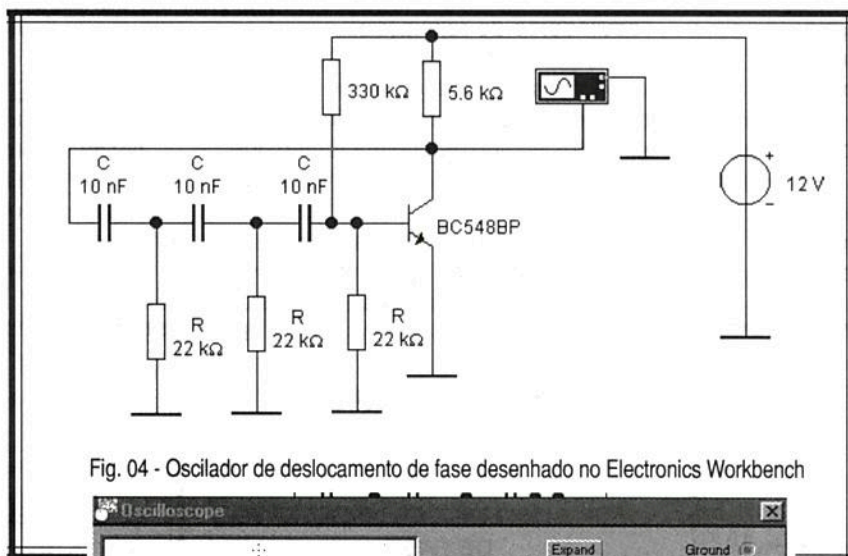 330 kΩ
5.6 kΩ
C
10 nF
C
10 nF
C
10 nF
+
12 V
−
BC548BP
R
22 kΩ
R
22 kΩ
R
22 kΩ
Fig. 04 - Oscilador de deslocamento de fase desenhado no Electronics Workbench
Oscilloscope
Expand
Ground